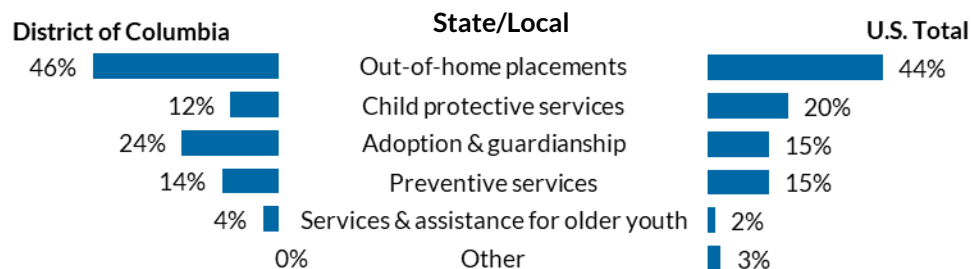 State/Local
District of Columbia U.S. Total
46% Out-of-home placements 44%
12% Child protective services 20%
24% Adoption & guardianship 15%
14% Preventive services 15%
4% Services & assistance for older youth 2%
0% Other 3%